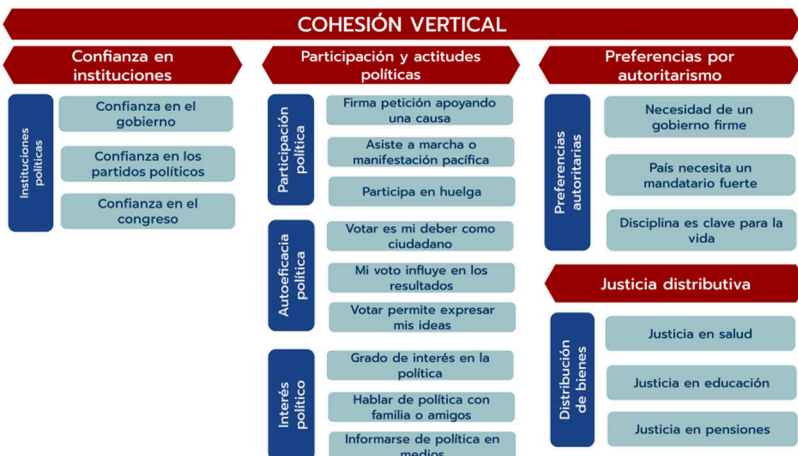 COHESIÓN VERTICAL
Confianza en
instituciones
Instituciones
políticas
Confianza en el
gobierno
Confianza en los
partidos políticos
Confianza en el
congreso
Participación y actitudes
políticas
Participación
política
Firma petición apoyando
una causa
Asiste a marcha o
manifestación pacífica
Participa en huelga
Autoeficacia
política
Votar es mi deber como
ciudadano
Mi voto influye en los
resultados
Votar permite expresar
mis ideas
Interés
político
Grado de interés en la
política
Hablar de política con
familia o amigos
Informarse de política en
medios
Preferencias por
autoritarismo
Preferencias
autoritarias
Necesidad de un
gobierno firme
País necesita un
mandatario fuerte
Disciplina es clave para la
vida
Justicia distributiva
Distribución
de bienes
Justicia en salud
Justicia en educación
Justicia en pensiones